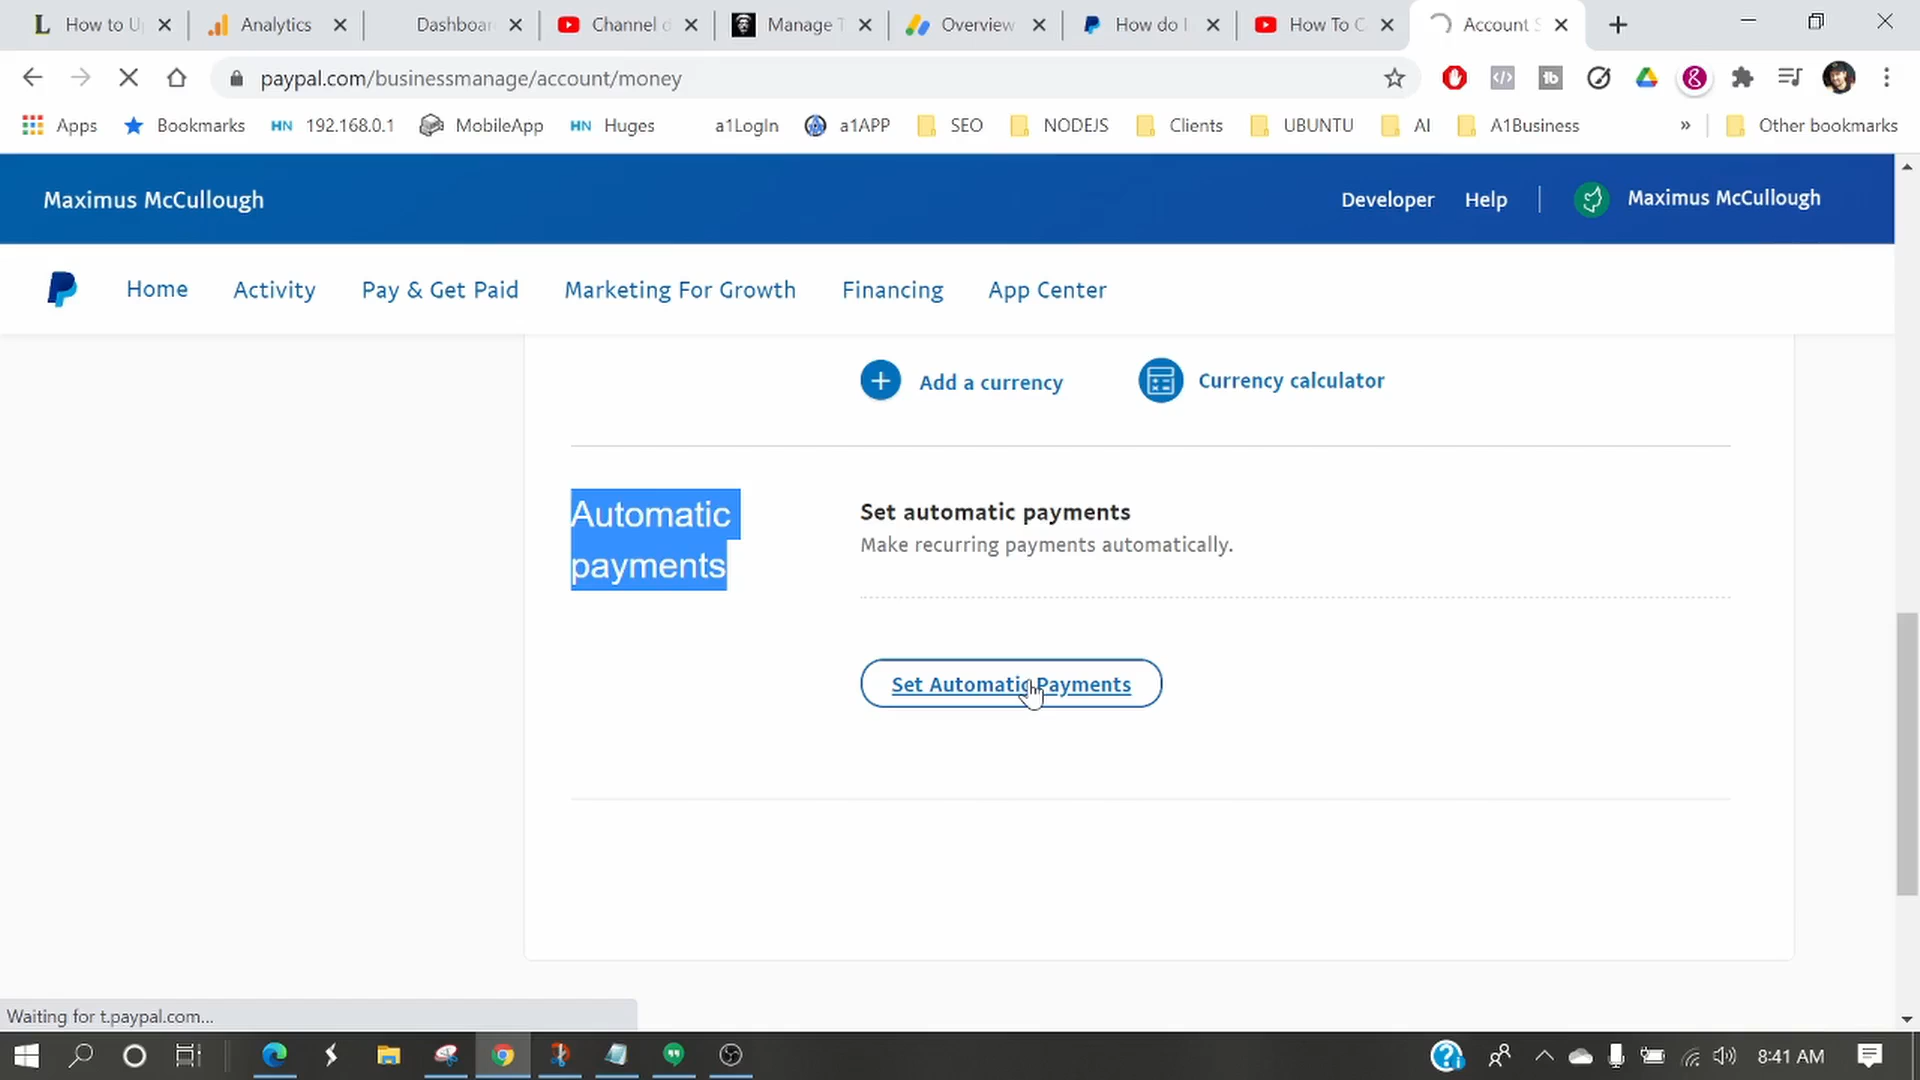 How to U
Analytics
Dashboar
Channel d
Manage T
Overview
How do I
How To C
Account S
paypal.com/businessmanage/account/money
Apps
Bookmarks
HN 192.168.0.1
MobileApp
HN Huges
a1LogIn
a1APP
SEO
NODEJS
Clients
UBUNTU
AI
A1Business
»
Other bookmarks
Maximus McCullough
Developer
Help
Maximus McCullough
Home
Activity
Pay & Get Paid
Marketing For Growth
Financing
App Center
Add a currency
Currency calculator
Automatic
payments
Set automatic payments
Make recurring payments automatically.
Set Automatic Payments
Waiting for t.paypal.com...
8:41 AM